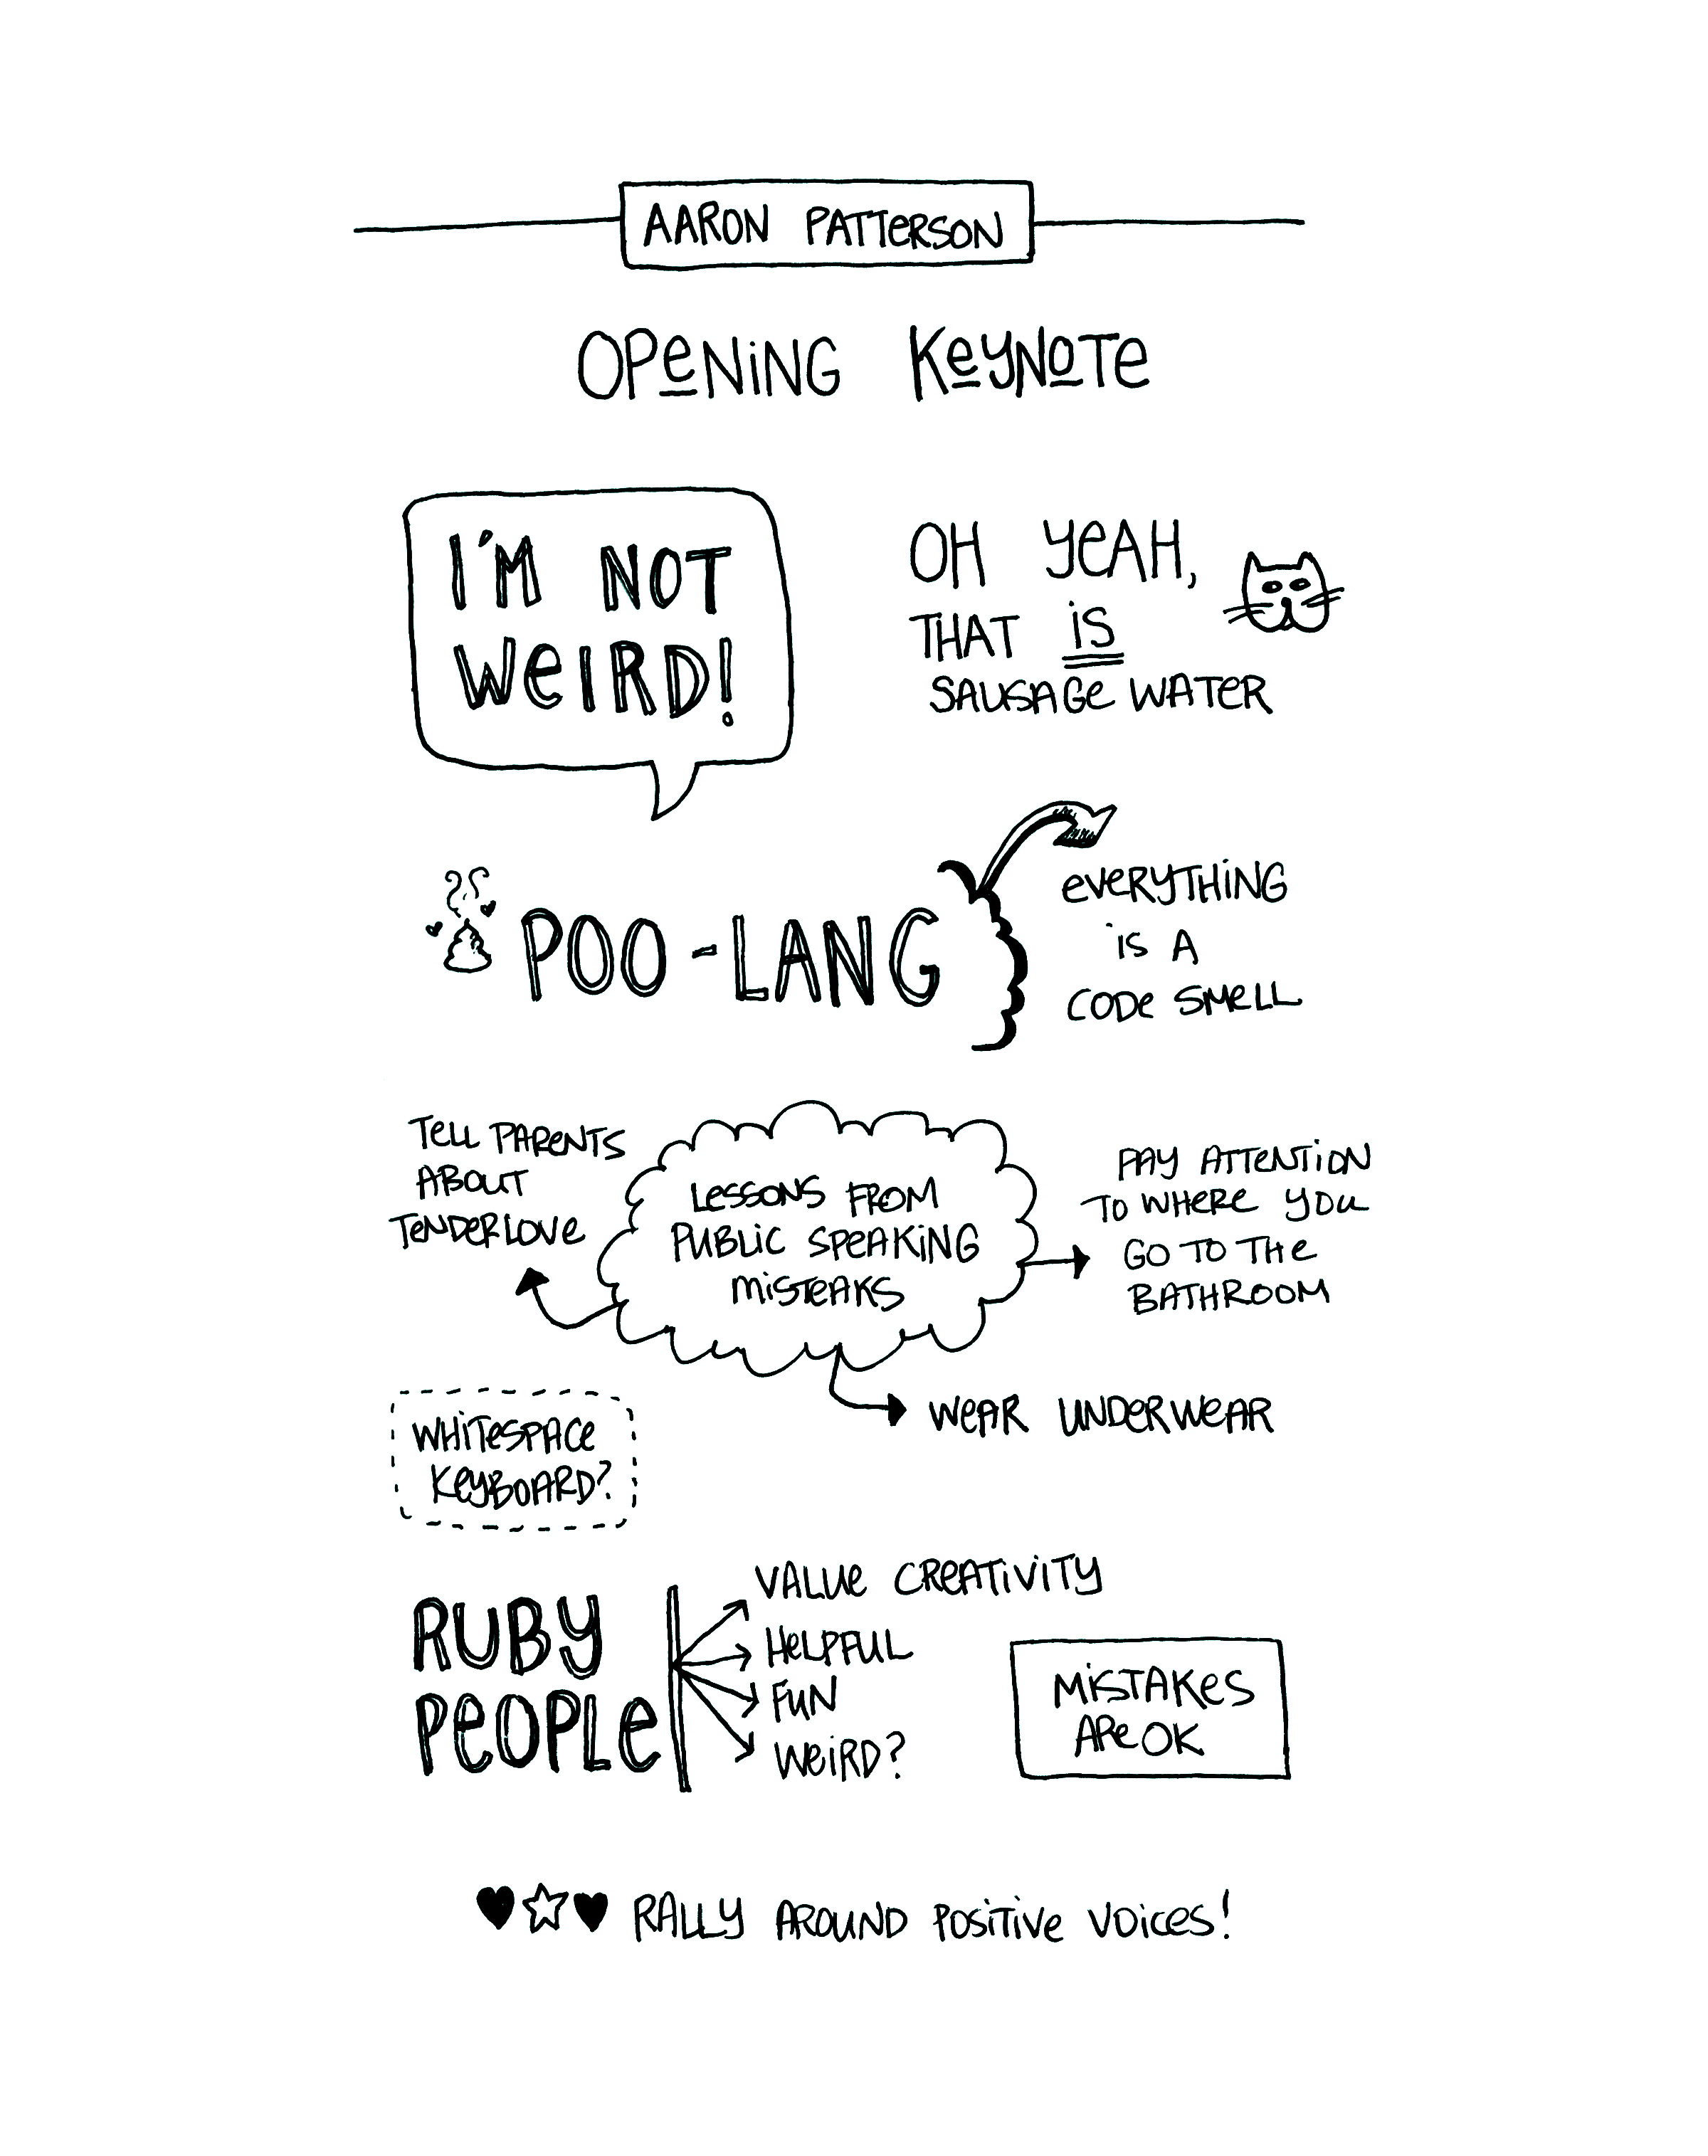 AARON PATTERSON
OPENING KEYNOTE
I'M NOT
WEIRD!
OH YEAH,
THAT IS
SAUSAGE WATER
POO-LANG
EVERYTHING
IS A
CODE SMELL
TELL PARENTS
ABOUT
TENDERLOVE
LESSONS FROM
PUBLIC SPEAKING
MISTEAKS
PAY ATTENTION
TO WHERE YOU
GO TO THE
BATHROOM
WEAR UNDERWEAR
WHITESPACE
KEYBOARD?
RUBY
PEOPLE
VALUE CREATIVITY
HELPFUL
FUN
WEIRD?
MISTAKES
ARE OK
RALLY AROUND POSITIVE VOICES!